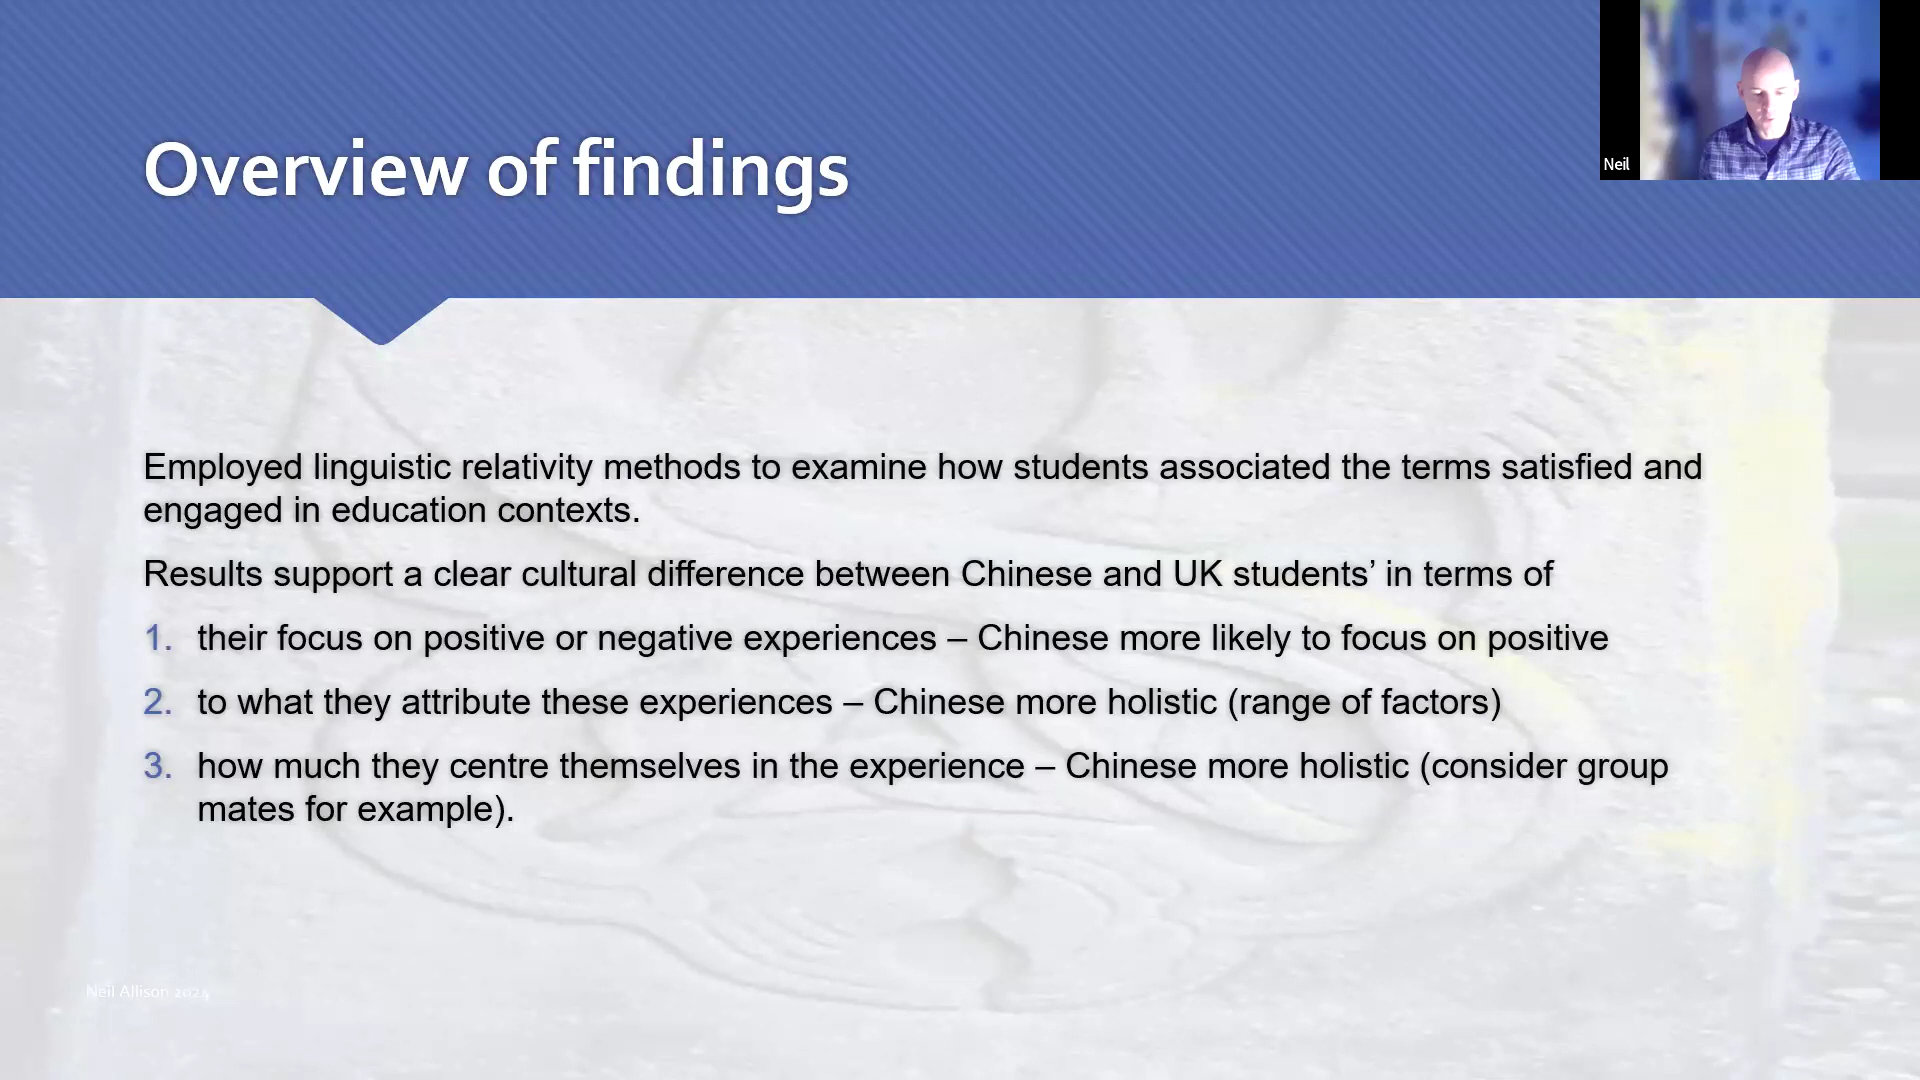 Overview of findings
Neil
Employed linguistic relativity methods to examine how students associated the terms satisfied and
engaged in education contexts.
Results support a clear cultural difference between Chinese and UK students’ in terms of
1. their focus on positive or negative experiences – Chinese more likely to focus on positive
2. to what they attribute these experiences – Chinese more holistic (range of factors)
3. how much they centre themselves in the experience – Chinese more holistic (consider group
mates for example).
Neil Allison